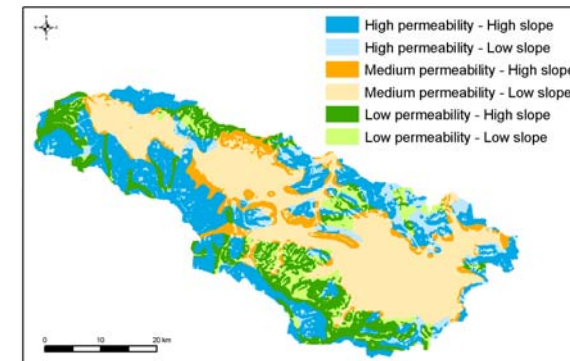 High permeability - High slope
High permeability - Low slope
Medium permeability - High slope
Medium permeability - Low slope
Low permeability - High slope
Low permeability - Low slope
0 10 20 km